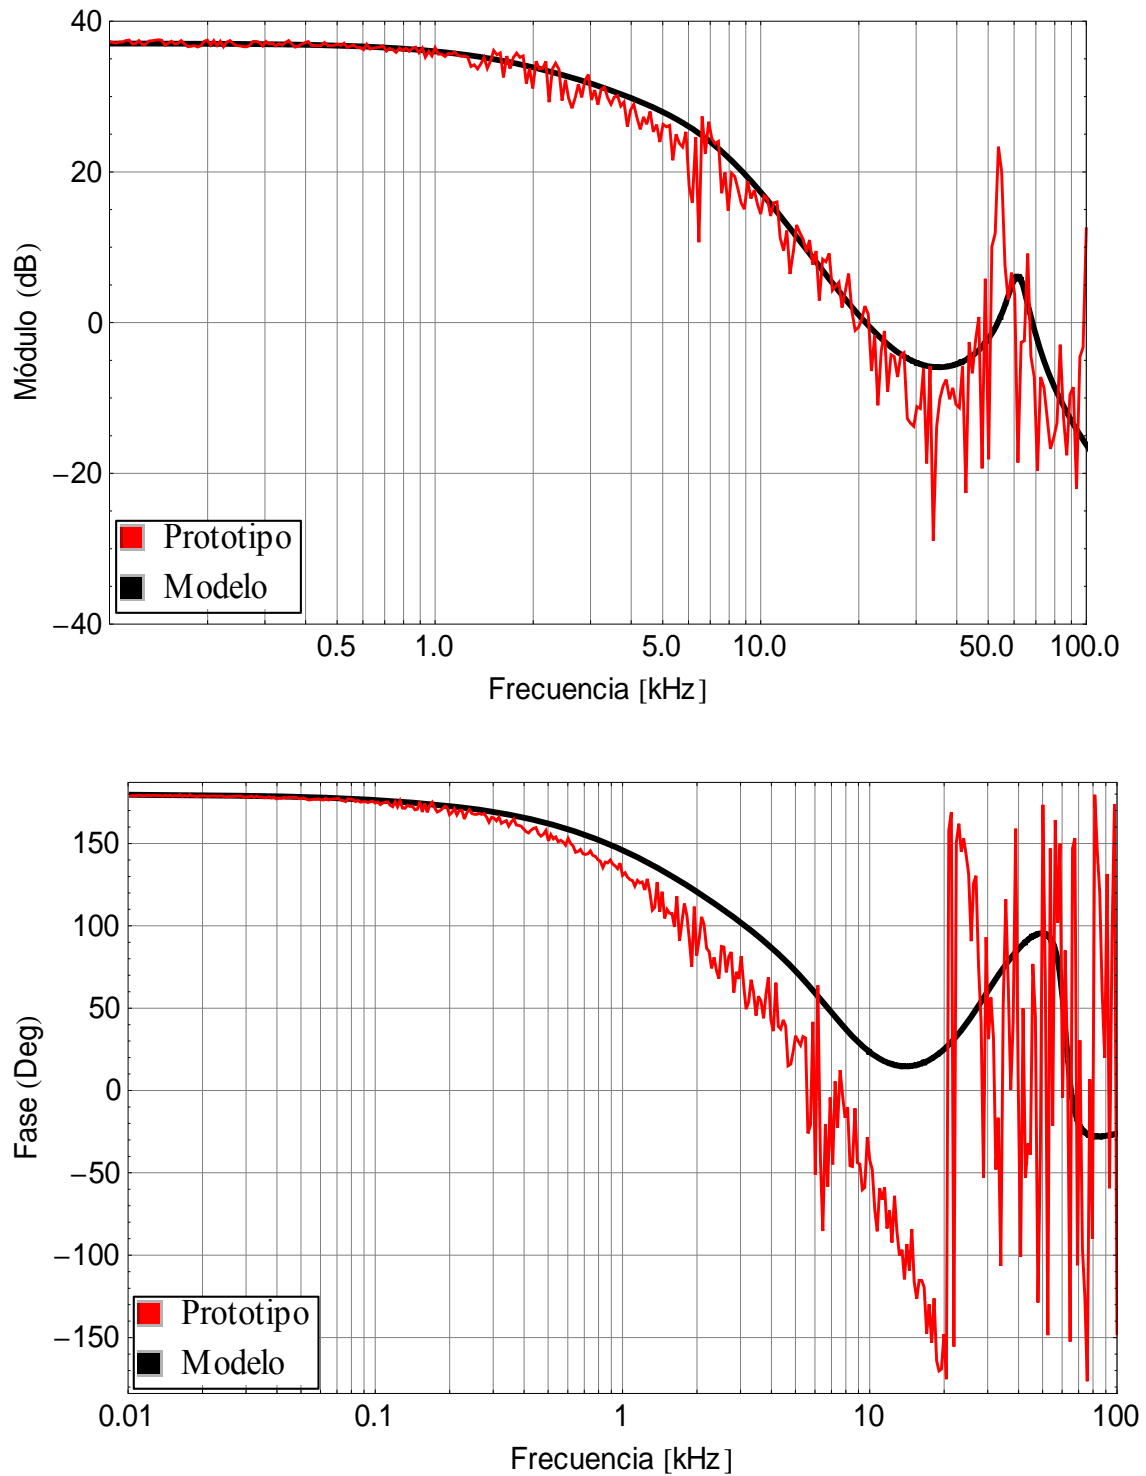 40
20
0
−20
−40
Módulo (dB)
Prototipo
Modelo
0.5 1.0 5.0 10.0 50.0 100.0
Frecuencia [kHz]
150
100
50
0
−50
−100
−150
Fase (Deg)
Prototipo
Modelo
0.01 0.1 1 10 100
Frecuencia [kHz]